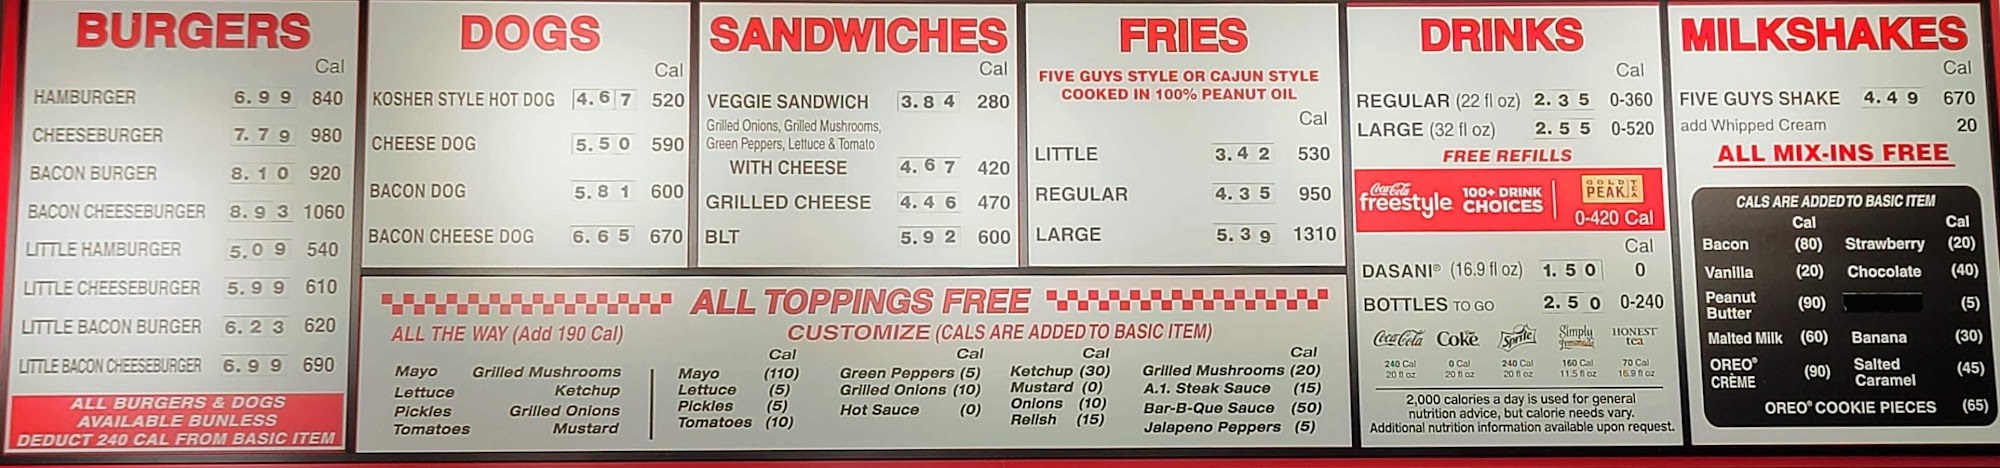 BURGERS
Cal
HAMBURGER 6.99 840
CHEESEBURGER 7.79 980
BACON BURGER 8.10 920
BACON CHEESEBURGER 8.93 1060
LITTLE HAMBURGER 5.09 540
LITTLE CHEESEBURGER 5.99 610
LITTLE BACON BURGER 6.23 620
LITTLE BACON CHEESEBURGER 6.99 690
ALL BURGERS & DOGS
AVAILABLE BUNLESS
DEDUCT 240 CAL FROM BASIC ITEM
DOGS
Cal
KOSHER STYLE HOT DOG 4.67 520
CHEESE DOG 5.50 590
BACON DOG 5.81 600
BACON CHEESE DOG 6.65 670
SANDWICHES
Cal
VEGGIE SANDWICH 3.84 280
Grilled Onions, Grilled Mushrooms,
Green Peppers, Lettuce & Tomato
WITH CHEESE 4.67 420
GRILLED CHEESE 4.46 470
BLT 5.92 600
FRIES
FIVE GUYS STYLE OR CAJUN STYLE
COOKED IN 100% PEANUT OIL
Cal
LITTLE 3.42 530
REGULAR 4.35 950
LARGE 5.39 1310
ALL TOPPINGS FREE
ALL THE WAY (Add 190 Cal)
Mayo Grilled Mushrooms
Lettuce Ketchup
Pickles Grilled Onions
Tomatoes Mustard
CUSTOMIZE (CALS ARE ADDED TO BASIC ITEM)
Cal Cal Cal Cal
Mayo (110) Green Peppers (5) Ketchup (30) Grilled Mushrooms (20)
Lettuce (5) Grilled Onions (10) Mustard (0) A.1. Steak Sauce (15)
Pickles (5) Hot Sauce (0) Onions (10) Bar-B-Que Sauce (50)
Tomatoes (10) Relish (15) Jalapeno Peppers (5)
DRINKS
Cal
REGULAR (22 fl oz) 2.35 0-360
LARGE (32 fl oz) 2.55 0-520
FREE REFILLS
Coca-Cola freestyle 100+ DRINK CHOICES GOLD PEAK TEA
0-420 Cal
Cal
DASANI® (16.9 fl oz) 1.50 0
BOTTLES TO GO 2.50 0-240
Coca-Cola Coke Sprite Simply Lemonade HONEST tea
240 Cal 0 Cal 240 Cal 160 Cal 70 Cal
20 fl oz 20 fl oz 20 fl oz 11.5 fl oz 16.9 fl oz
2,000 calories a day is used for general
nutrition advice, but calorie needs vary.
Additional nutrition information available upon request.
MILKSHAKES
Cal
FIVE GUYS SHAKE 4.49 670
add Whipped Cream 20
ALL MIX-INS FREE
CALS ARE ADDED TO BASIC ITEM
Cal Cal
Bacon (80) Strawberry (20)
Vanilla (20) Chocolate (40)
Peanut Butter (90) (5)
Malted Milk (60) Banana (30)
OREO® CRÈME (90) Salted Caramel (45)
OREO® COOKIE PIECES (65)